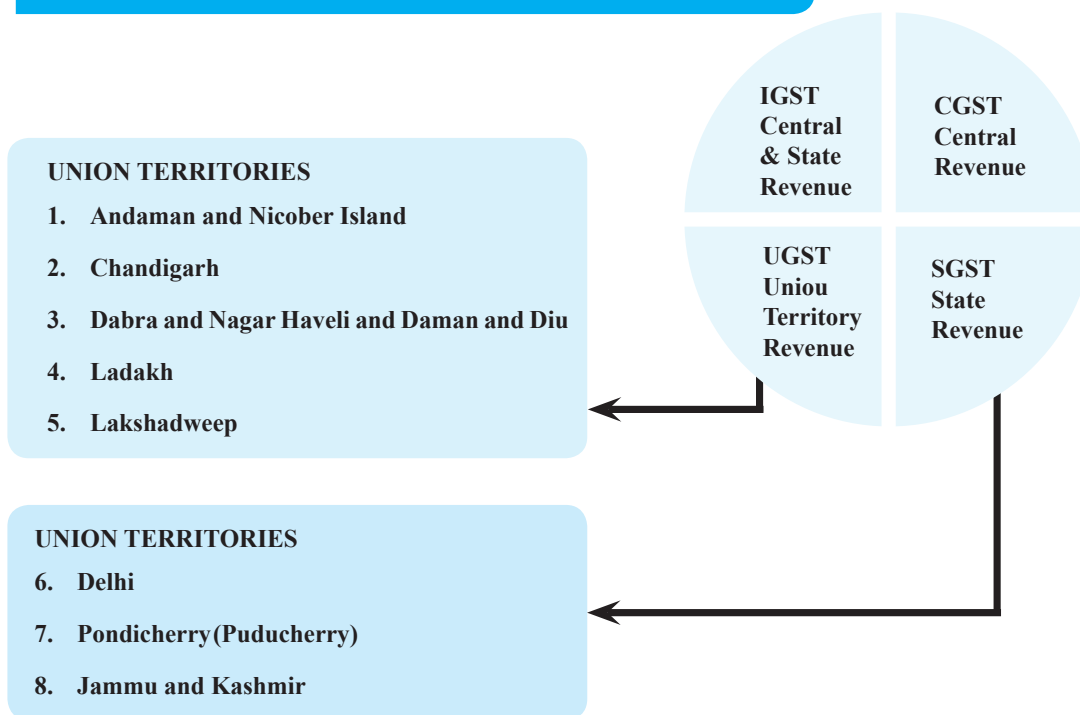 IGST
Central
& State
Revenue
CGST
Central
Revenue
UGST
Uniou
Territory
Revenue
SGST
State
Revenue
UNION TERRITORIES
1. Andaman and Nicober Island
2. Chandigarh
3. Dabra and Nagar Haveli and Daman and Diu
4. Ladakh
5. Lakshadweep
UNION TERRITORIES
6. Delhi
7. Pondicherry(Puducherry)
8. Jammu and Kashmir